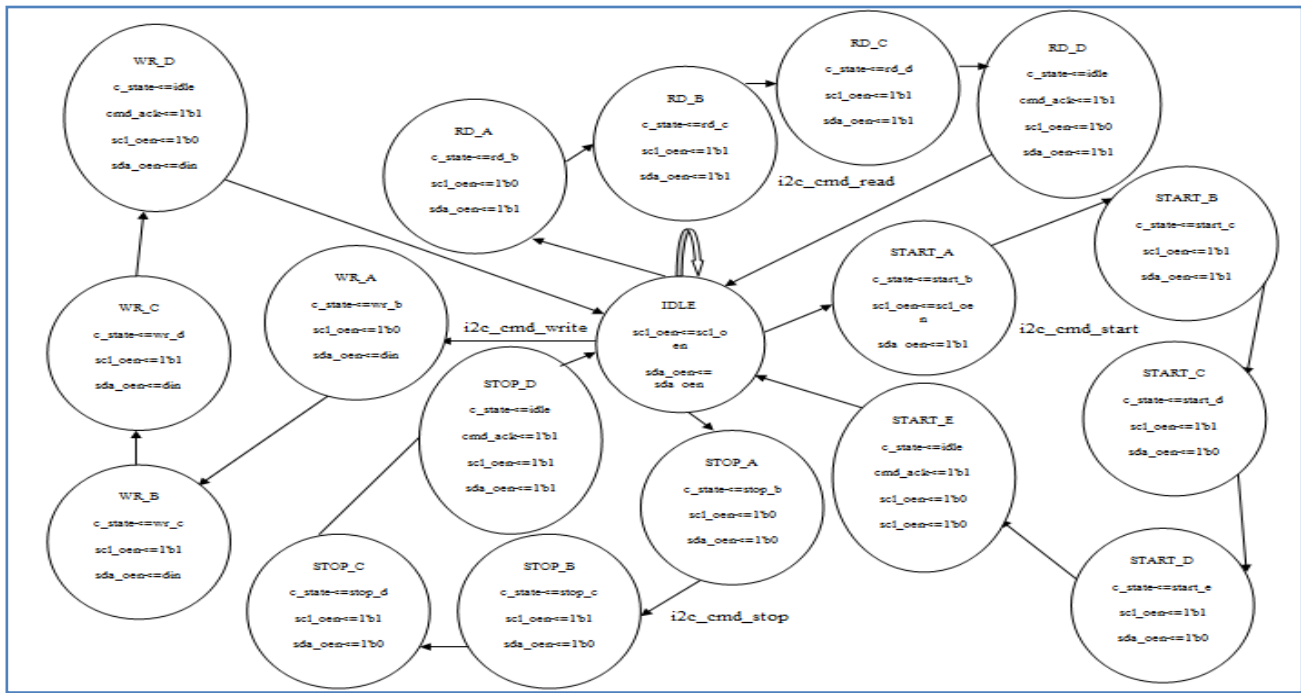 WR_D
c_state<=idle
cmd_ack<=1'b1
scl_oen<=1'b0
sda_oen<=din
RD_A
c_state<=rd_b
scl_oen<=1'b0
sda_oen<=1'b1
RD_B
c_state<=rd_c
scl_oen<=1'b1
sda_oen<=1'b1
RD_C
c_state<=rd_d
scl_oen<=1'b1
sda_oen<=1'b1
RD_D
c_state<=idle
cmd_ack<=1'b1
scl_oen<=1'b0
sda_oen<=1'b1
i2c_cmd_read
START_B
c_state<=start_c
scl_oen<=1'b1
sda_oen<=1'b1
START_A
c_state<=start_b
scl_oen<=scl_oe
n
sda_oen<=1'b1
i2c_cmd_start
IDLE
scl_oen<=scl_o
en
sda_oen<=
sda_oen
WR_A
c_state<=wr_b
scl_oen<=1'b0
sda_oen<=din
i2c_cmd_write
WR_C
c_state<=wr_d
scl_oen<=1'b1
sda_oen<=din
WR_B
c_state<=wr_c
scl_oen<=1'b1
sda_oen<=din
STOP_D
c_state<=idle
cmd_ack<=1'b1
scl_oen<=1'b1
sda_oen<=1'b1
STOP_A
c_state<=stop_b
scl_oen<=1'b0
sda_oen<=1'b0
START_E
c_state<=idle
cmd_ack<=1'b1
scl_oen<=1'b0
scl_oen<=1'b0
START_C
c_state<=start_d
scl_oen<=1'b1
sda_oen<=1'b0
START_D
c_state<=start_e
scl_oen<=1'b1
sda_oen<=1'b0
STOP_C
c_state<=stop_d
scl_oen<=1'b1
sda_oen<=1'b0
STOP_B
c_state<=stop_c
scl_oen<=1'b1
sda_oen<=1'b0
i2c_cmd_stop